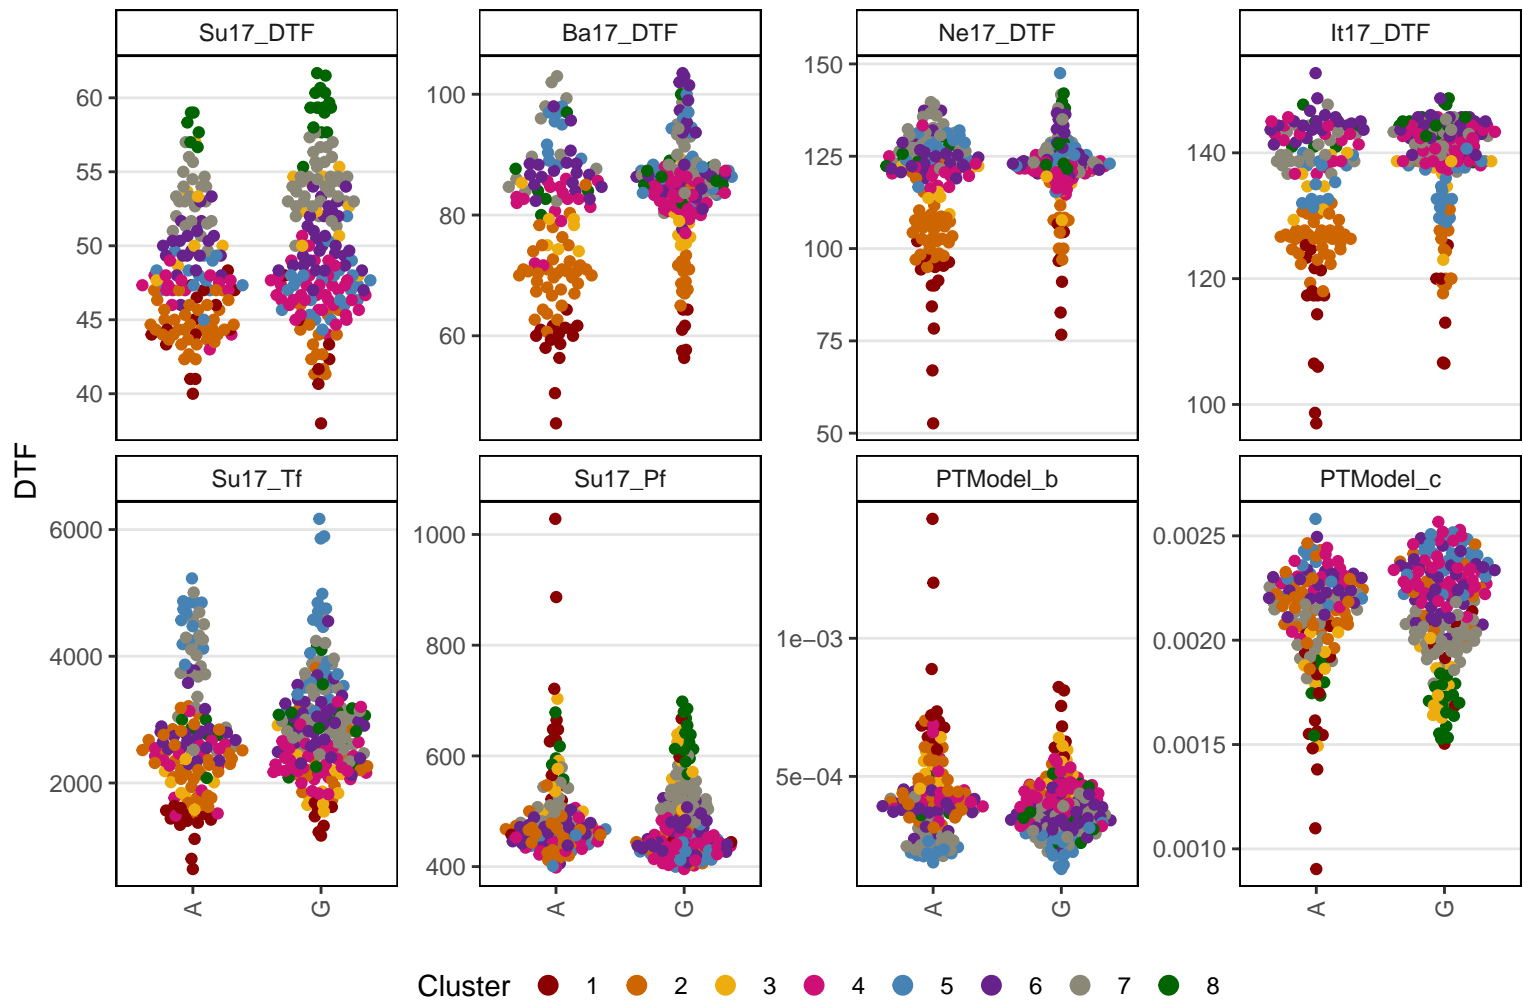 Su17_DTF Ba17_DTF Ne17_DTF It17_DTF
60 55 50 45 40
100 80 60
150 125 100 75 50
140 120 100
DTF
Su17_Tf Su17_Pf PTModel_b PTModel_c
6000 4000 2000
1000 800 600 400
1e−03 5e−04
0.0025 0.0020 0.0015 0.0010
A G A G A G A G
Cluster 1 2 3 4 5 6 7 8